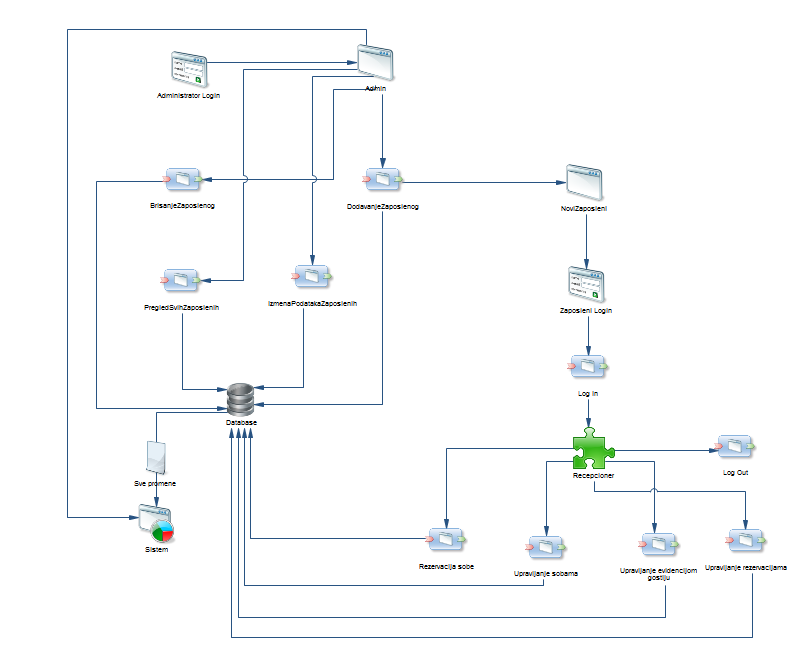 Administrator Login
Admin
BrisanjeZaposlenog
DodavanjeZaposlenog
NoviZaposleni
PregledSvihZaposlenih
IzmenaPodatakaZaposlenih
Zaposleni Login
Log In
Database
Recepcioner
Log Out
Sve promene
Sistem
Rezervacija sobe
Upravljanje sobama
Upravljanje evidencijom
gostiju
Upravljanje rezervacijama